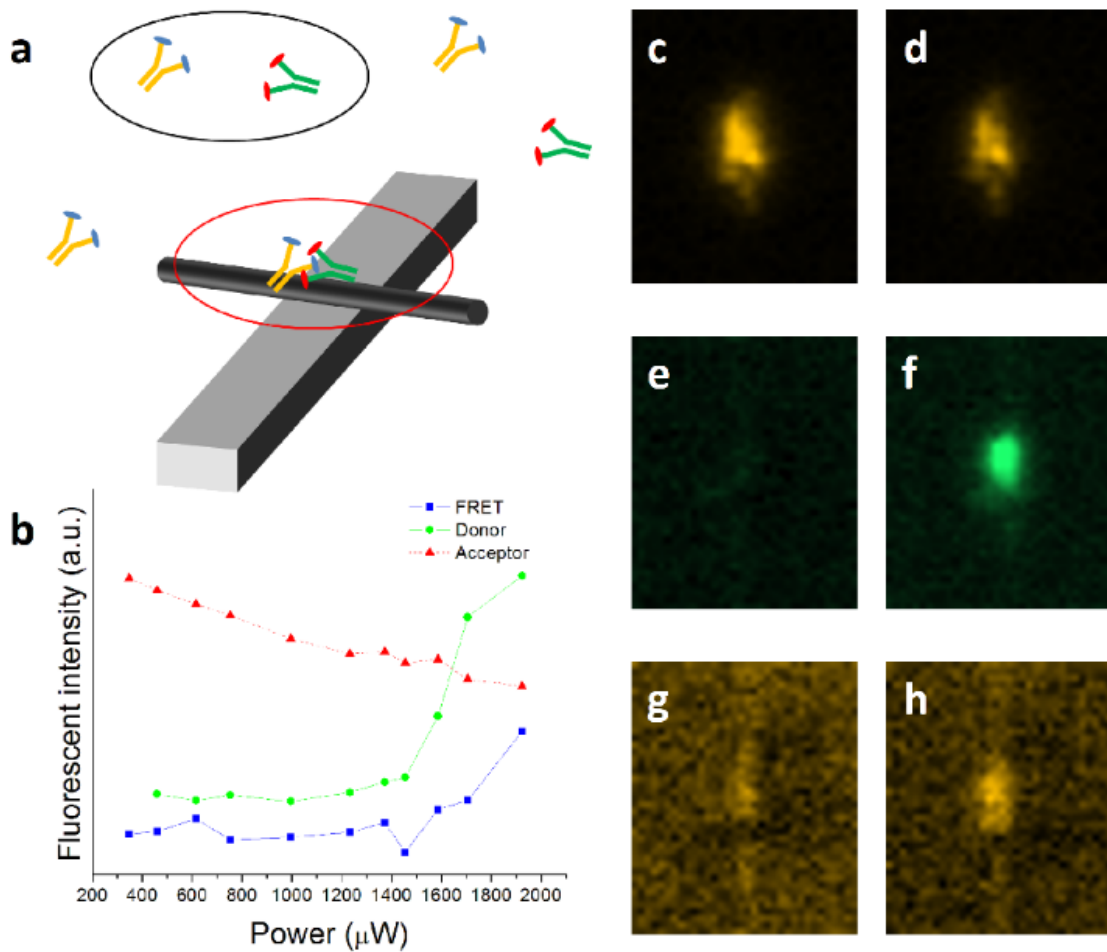 a
c
d
e
f
b
FRET
Donor
Acceptor
Fluorescent intensity (a.u.)
200 400 600 800 1000 1200 1400 1600 1800 2000
Power (μW)
g
h